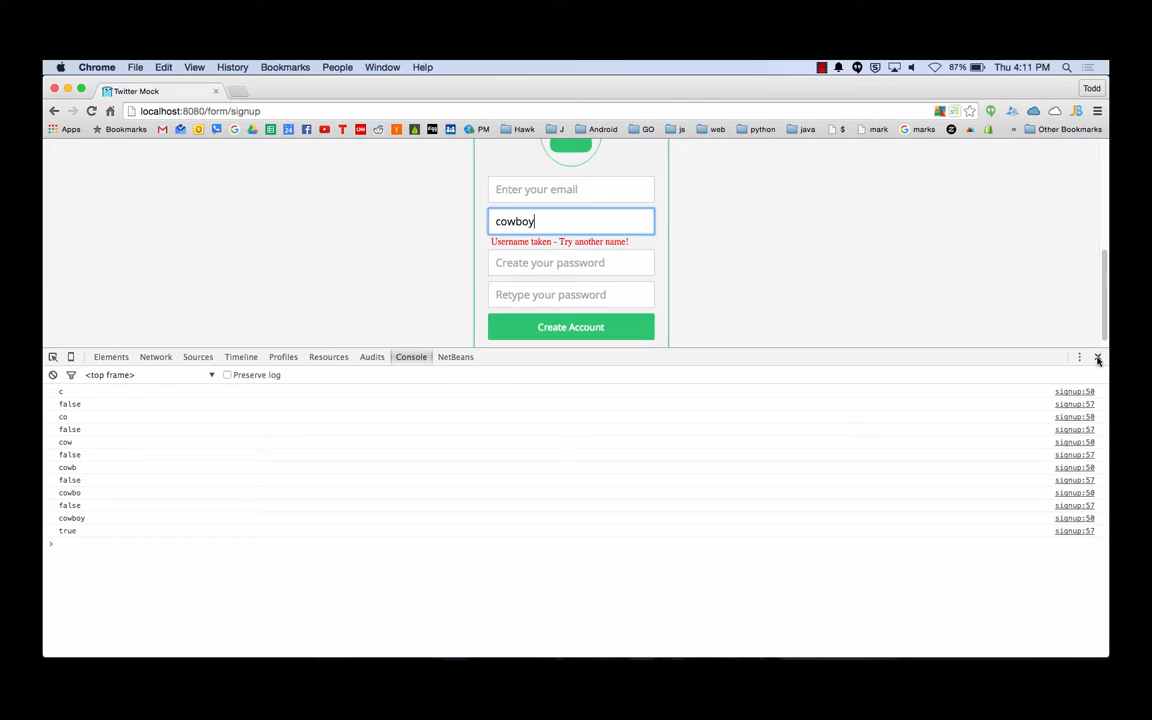 Chrome File Edit View History Bookmarks People Window Help 87% Thu 4:11 PM
Twitter Mock Todd
localhost:8080/form/signup
Apps Bookmarks PM Hawk J Android GO js web python java $ mark marks » Other Bookmarks
Enter your email
cowboy
Username taken - Try another name!
Create your password
Retype your password
Create Account
Elements Network Sources Timeline Profiles Resources Audits Console NetBeans
<top frame> ▼ Preserve log
c signup:50
false signup:57
co signup:50
false signup:57
cow signup:50
false signup:57
cowb signup:50
false signup:57
cowbo signup:50
false signup:57
cowboy signup:50
true signup:57
>